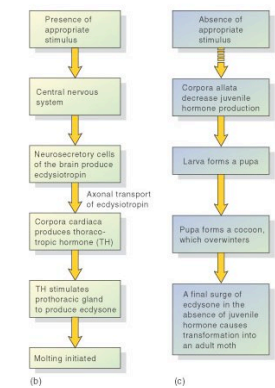 Presence of
appropriate
stimulus
Central nervous
system
Neurosecretory cells
of the brain produce
ecdysiotropin
Axonal transport
of ecdysiotropin
Corpora cardiaca
produces thoraco-
tropic hormone (TH)
TH stimulates
prothoracic gland
to produce ecdysone
Molting initiated
(b)
Absence of
appropriate
stimulus
Corpora allata
decrease juvenile
hormone production
Larva forms a pupa
Pupa forms a cocoon,
which overwinters
A final surge of
ecdysone in the
absence of juvenile
hormone causes
transformation into
an adult moth
(c)